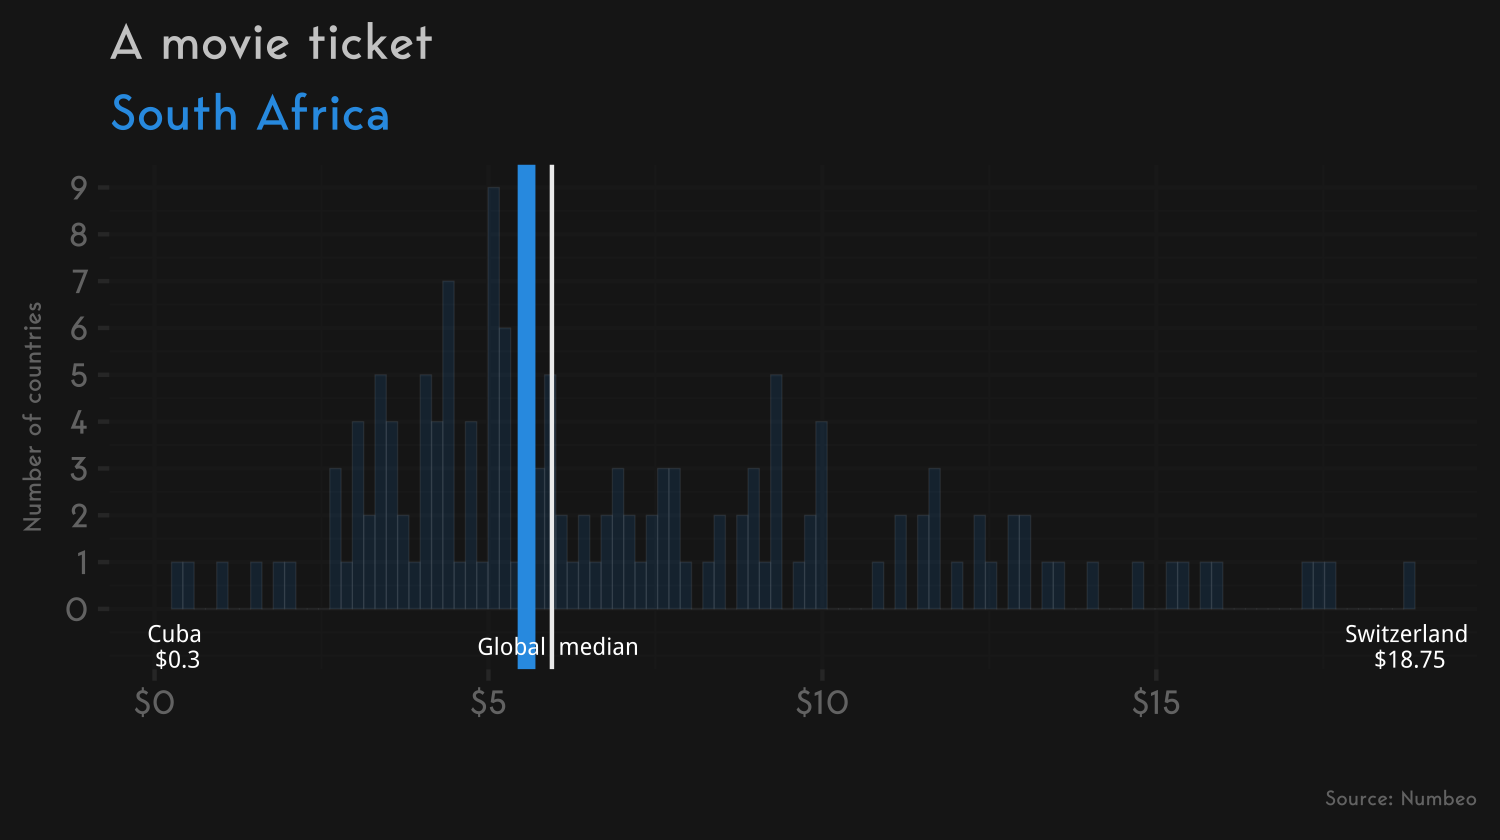 A movie ticket
South Africa
Number of countries
9
8
7
6
5
4
3
2
1
0
Cuba
$0.3
Global median
Switzerland
$18.75
$0 $5 $10 $15
Source: Numbeo